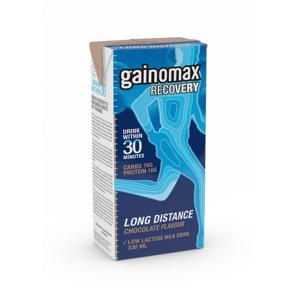 gainomax
RECOVERY
DRINK
WITHIN
30
MINUTES
CARBS 76G
PROTEIN 16G
LONG DISTANCE
CHOCOLATE FLAVOUR
✓ LOW LACTOSE MILK DRINK
330 ML